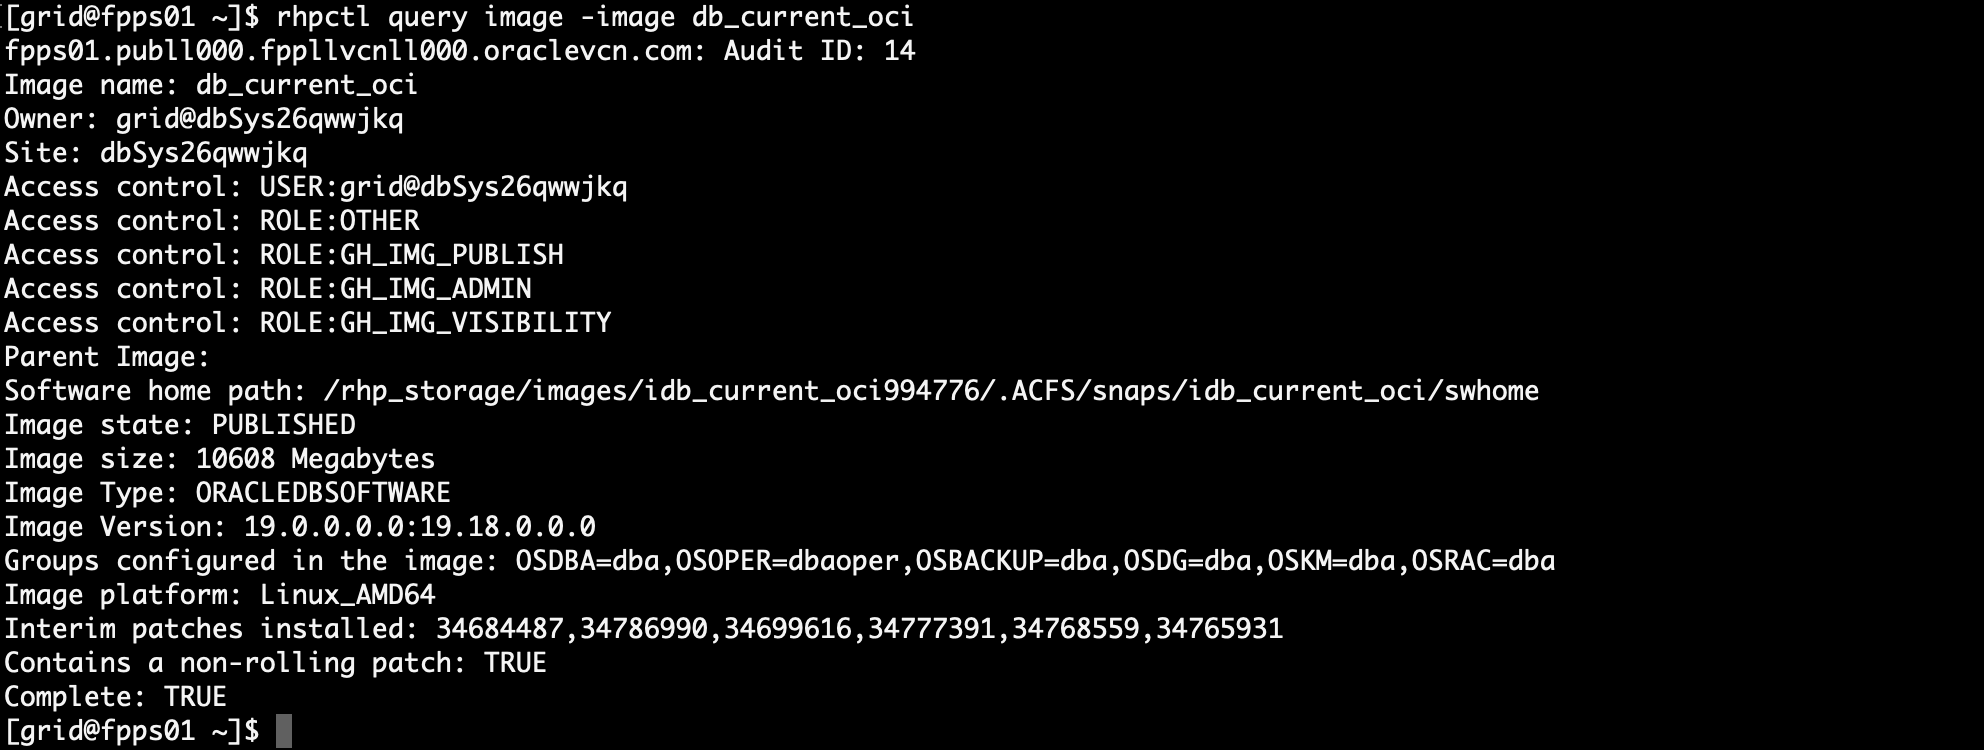 [grid@fpps01 ~]$ rhpctl query image -image db_current_oci
fpps01.publl000.fppllvcnll000.oraclevcn.com: Audit ID: 14
Image name: db_current_oci
Owner: grid@dbSys26qwwjkq
Site: dbSys26qwwjkq
Access control: USER:grid@dbSys26qwwjkq
Access control: ROLE:OTHER
Access control: ROLE:GH_IMG_PUBLISH
Access control: ROLE:GH_IMG_ADMIN
Access control: ROLE:GH_IMG_VISIBILITY
Parent Image:
Software home path: /rhp_storage/images/idb_current_oci994776/.ACFS/snaps/idb_current_oci/swhome
Image state: PUBLISHED
Image size: 10608 Megabytes
Image Type: ORACLEDBSOFTWARE
Image Version: 19.0.0.0.0:19.18.0.0.0
Groups configured in the image: OSDBA=dba,OSOPER=dbaoper,OSBACKUP=dba,OSDG=dba,OSKM=dba,OSRAC=dba
Image platform: Linux_AMD64
Interim patches installed: 34684487,34786990,34699616,34777391,34768559,34765931
Contains a non-rolling patch: TRUE
Complete: TRUE
[grid@fpps01 ~]$